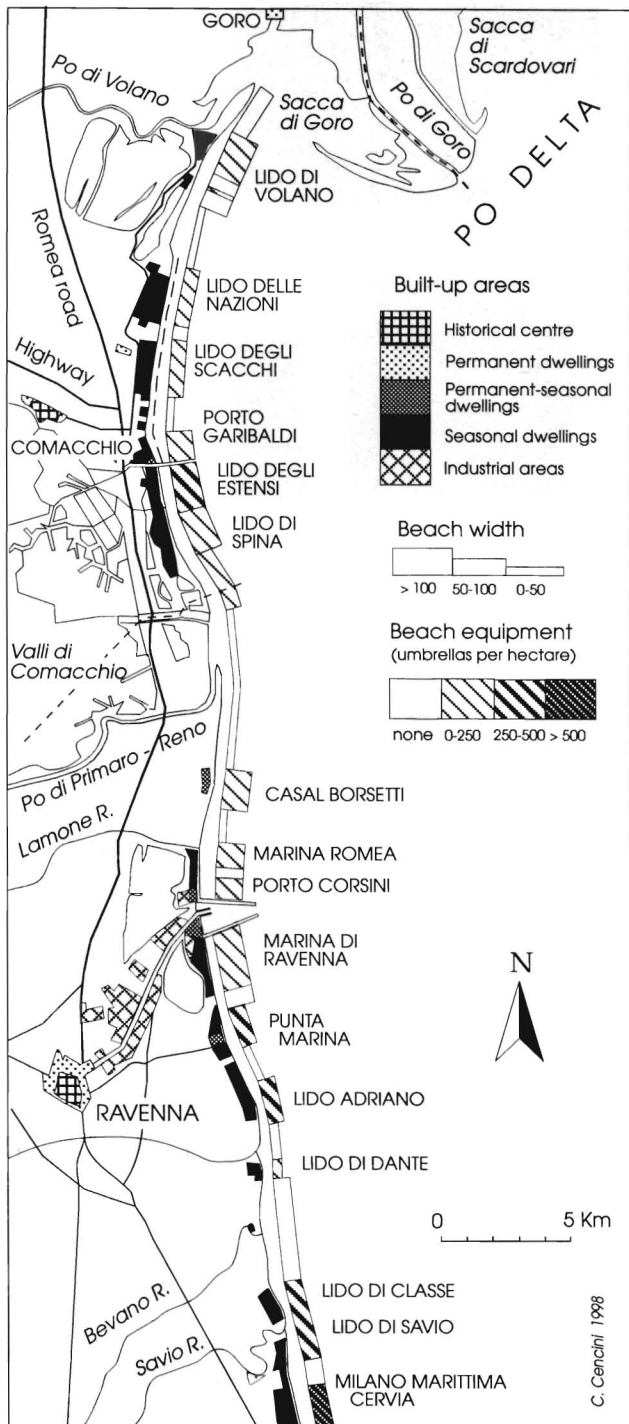 GORO
Sacca
di
Scardovari
Po di Volano
Sacca
di Goro
Po di Goro
PO DELTA
LIDO DI
VOLANO
Romea road
Built-up areas
LIDO DELLE
NAZIONI
Historical centre
Highway
LIDO DEGLI
SCACCHI
Permanent dwellings
Permanent-seasonal
dwellings
PORTO
GARIBALDI
Seasonal dwellings
COMACCHIO
LIDO DEGLI
ESTENSI
Industrial areas
LIDO DI
SPINA
Beach width
> 100 50-100 0-50
Beach equipment
(umbrellas per hectare)
Valli di
Comacchio
none 0-250 250-500 > 500
Po di Primaro - Reno
CASAL BORSETTI
Lamone R.
MARINA ROMEA
PORTO CORSINI
MARINA DI
RAVENNA
N
PUNTA
MARINA
LIDO ADRIANO
RAVENNA
LIDO DI DANTE
0 5 Km
LIDO DI CLASSE
Bevano R.
LIDO DI SAVIO
Savio R.
MILANO MARITTIMA
CERVIA
C. Cencini 1998